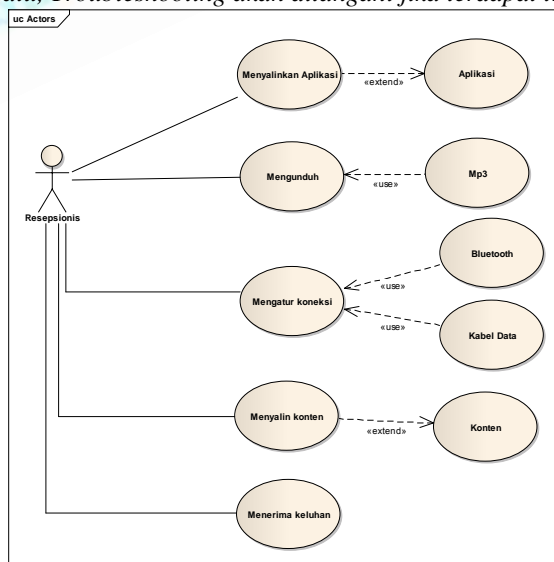 uc Actors
Menyalinkan Aplikasi
«extend»
Aplikasi
Resepsionis
Mengunduh
«use»
Mp3
Mengatur koneksi
«use»
Bluetooth
«use»
Kabel Data
Menyalin konten
«extend»
Konten
Menerima keluhan